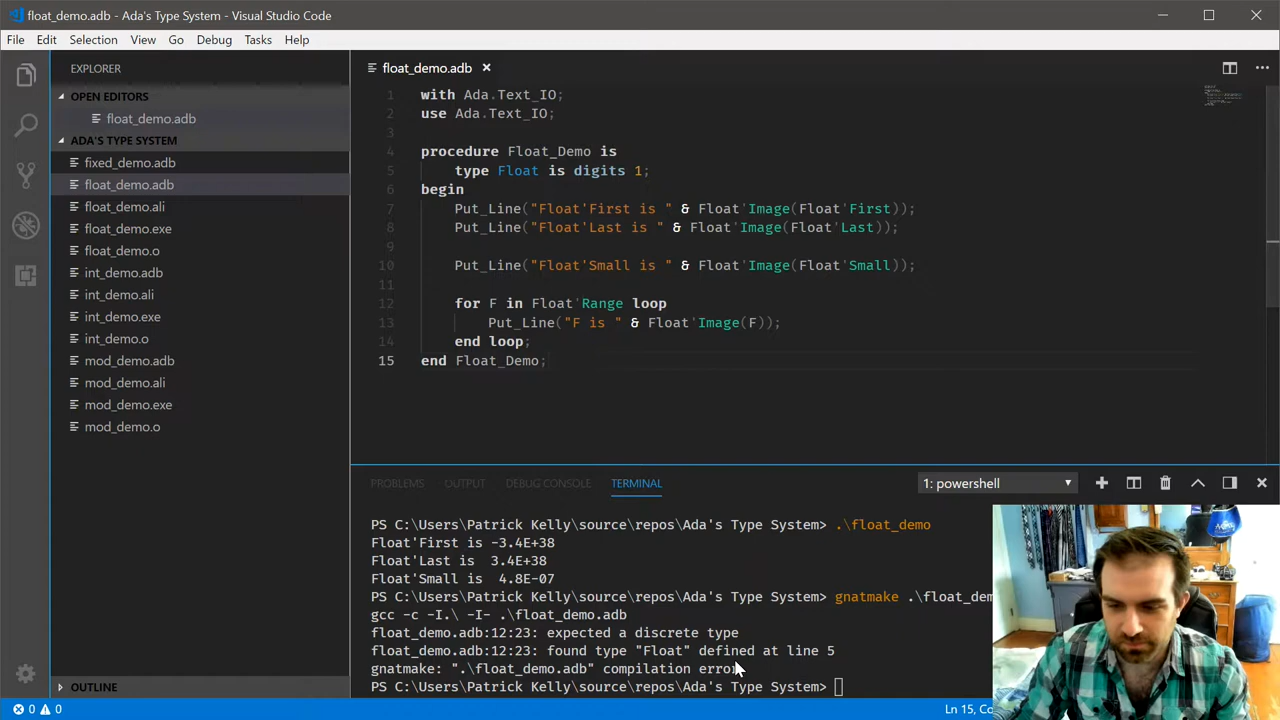 float_demo.adb - Ada's Type System - Visual Studio Code
File Edit Selection View Go Debug Tasks Help
EXPLORER
OPEN EDITORS
float_demo.adb
ADA'S TYPE SYSTEM
fixed_demo.adb
float_demo.adb
float_demo.ali
float_demo.exe
float_demo.o
int_demo.adb
int_demo.ali
int_demo.exe
int_demo.o
mod_demo.adb
mod_demo.ali
mod_demo.exe
mod_demo.o
OUTLINE
float_demo.adb
1 with Ada.Text_IO;
2 use Ada.Text_IO;
3
4 procedure Float_Demo is
5 type Float is digits 1;
6 begin
7 Put_Line("Float'First is " & Float'Image(Float'First));
8 Put_Line("Float'Last is " & Float'Image(Float'Last));
9
10 Put_Line("Float'Small is " & Float'Image(Float'Small));
11
12 for F in Float'Range loop
13 Put_Line("F is " & Float'Image(F));
14 end loop;
15 end Float_Demo;
PROBLEMS OUTPUT DEBUG CONSOLE TERMINAL 1: powershell
PS C:\Users\Patrick Kelly\source\repos\Ada's Type System> .\float_demo
Float'First is -3.4E+38
Float'Last is 3.4E+38
Float'Small is 4.8E-07
PS C:\Users\Patrick Kelly\source\repos\Ada's Type System> gnatmake .\float_dem
gcc -c -I.\ -I- .\float_demo.adb
float_demo.adb:12:23: expected a discrete type
float_demo.adb:12:23: found type "Float" defined at line 5
gnatmake: ".\float_demo.adb" compilation error
PS C:\Users\Patrick Kelly\source\repos\Ada's Type System>
0 0 Ln 15, Co